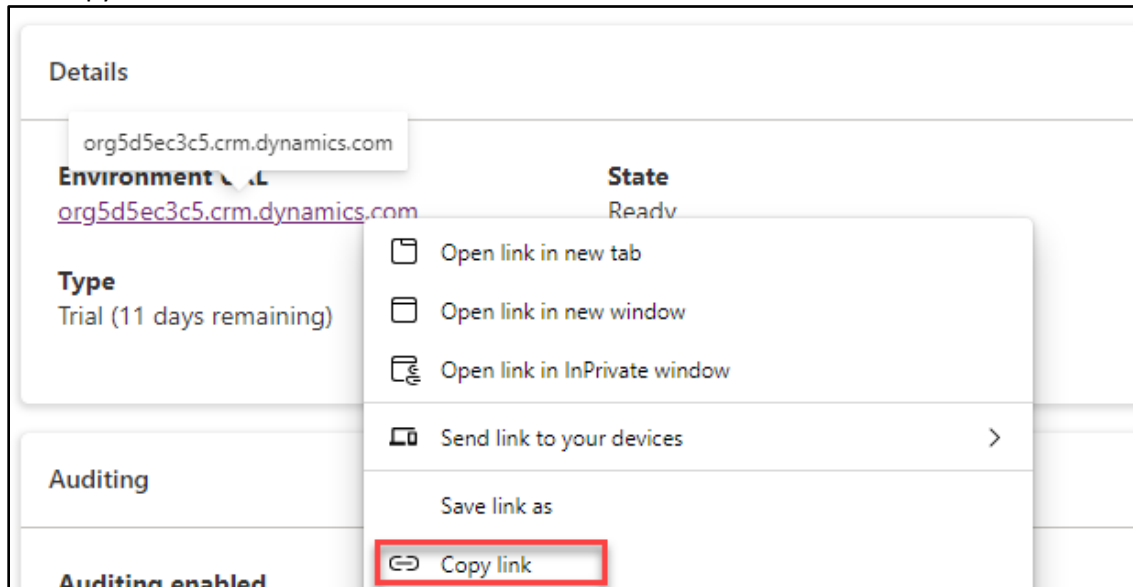 Details
org5d5ec3c5.crm.dynamics.com
Environment
State
org5d5ec3c5.crm.dynamics.com
Ready
Open link in new tab
Type
Trial (11 days remaining)
Open link in new window
Open link in InPrivate window
Send link to your devices
Auditing
Save link as
Copy link
Auditing enabled